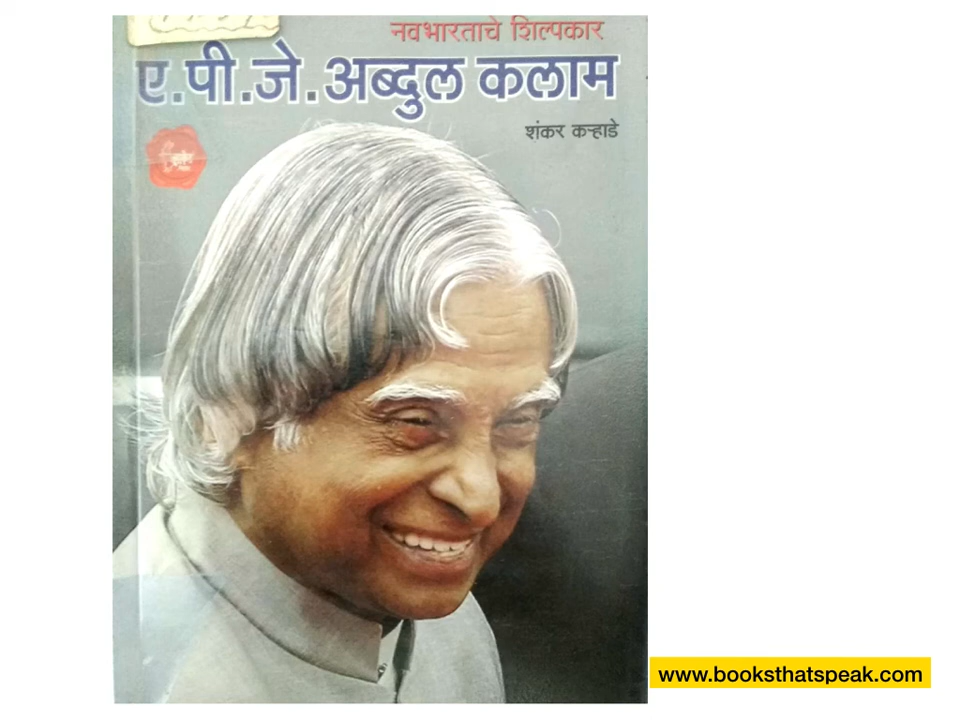 नवभारताचे शिल्पकार
ए.पी.जे.अब्दुल कलाम
शंकर कऱ्हाडे
www.booksthatspeak.com